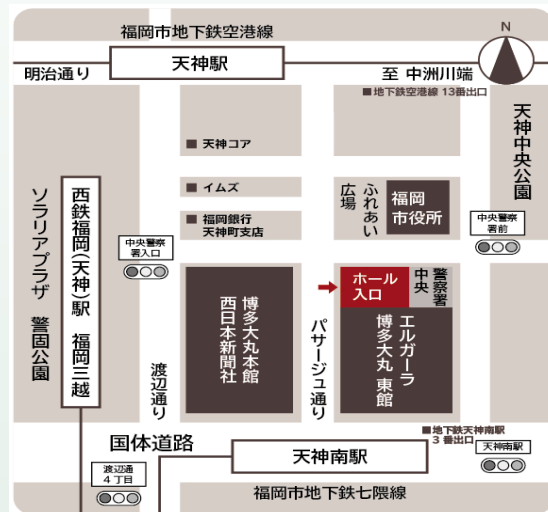 福岡市地下鉄空港線
N
明治通り
天神駅
至 中洲川端
■地下鉄空港線 13番出口
天神中央公園
■ 天神コア
■ イムズ
■ 福岡銀行
天神町支店
ふれあい
広場
福岡
市役所
中央警察
署前
中央警察
署入口
ソラリアプラザ 警固公園
西鉄福岡(天神)駅 福岡三越
渡辺通り
博多大丸本館
西日本新聞社
パサージュ通り
ホール
入口
中央
警察署
エルガーラ
博多大丸 東館
■地下鉄天神南駅
3 番出口
天神南駅
国体道路
天神南駅
渡辺通
4丁目
福岡市地下鉄七隈線